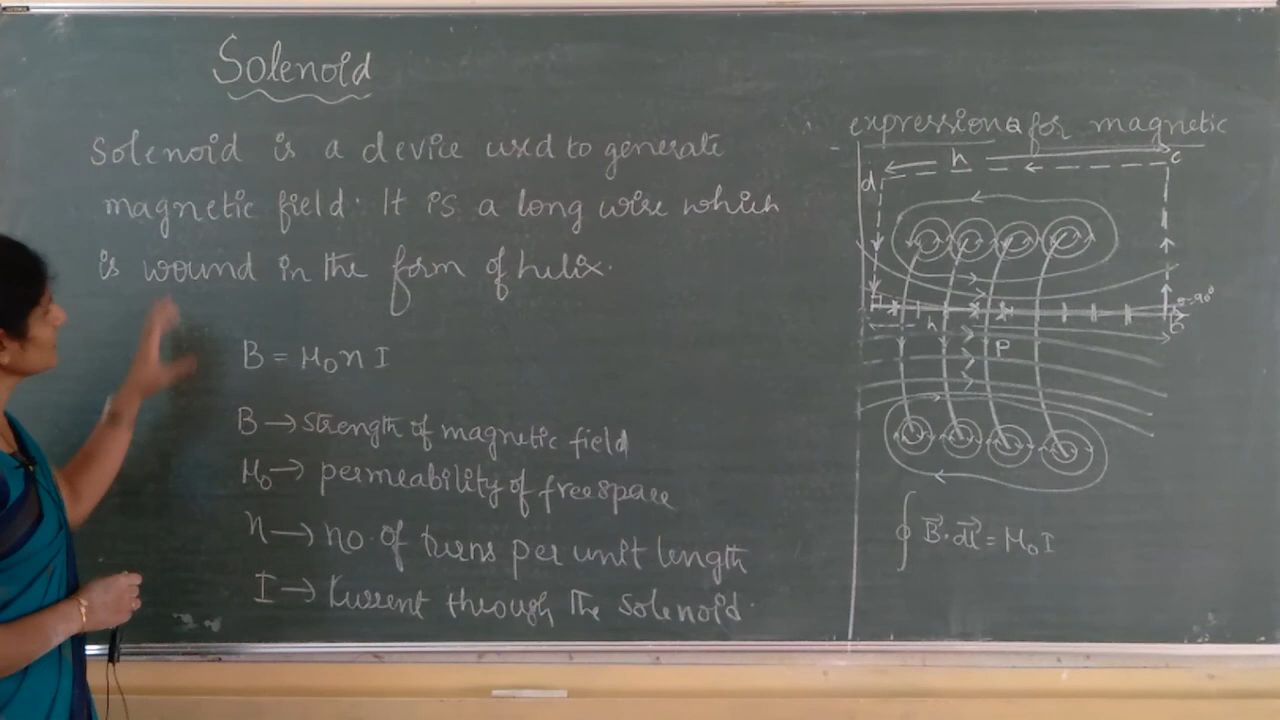 Solenoid
Solenoid is a device used to generate
magnetic field. It is a long wire which
is wound in the form of helix.
B = μ₀nI
B → Strength of magnetic field
μ₀ → permeability of free space
n → no. of turns per unit length
I → Current through the solenoid.
expression for magnetic
h
c
d
θ=90°
b
h
P
∮ B⃗·dl⃗ = μ₀I